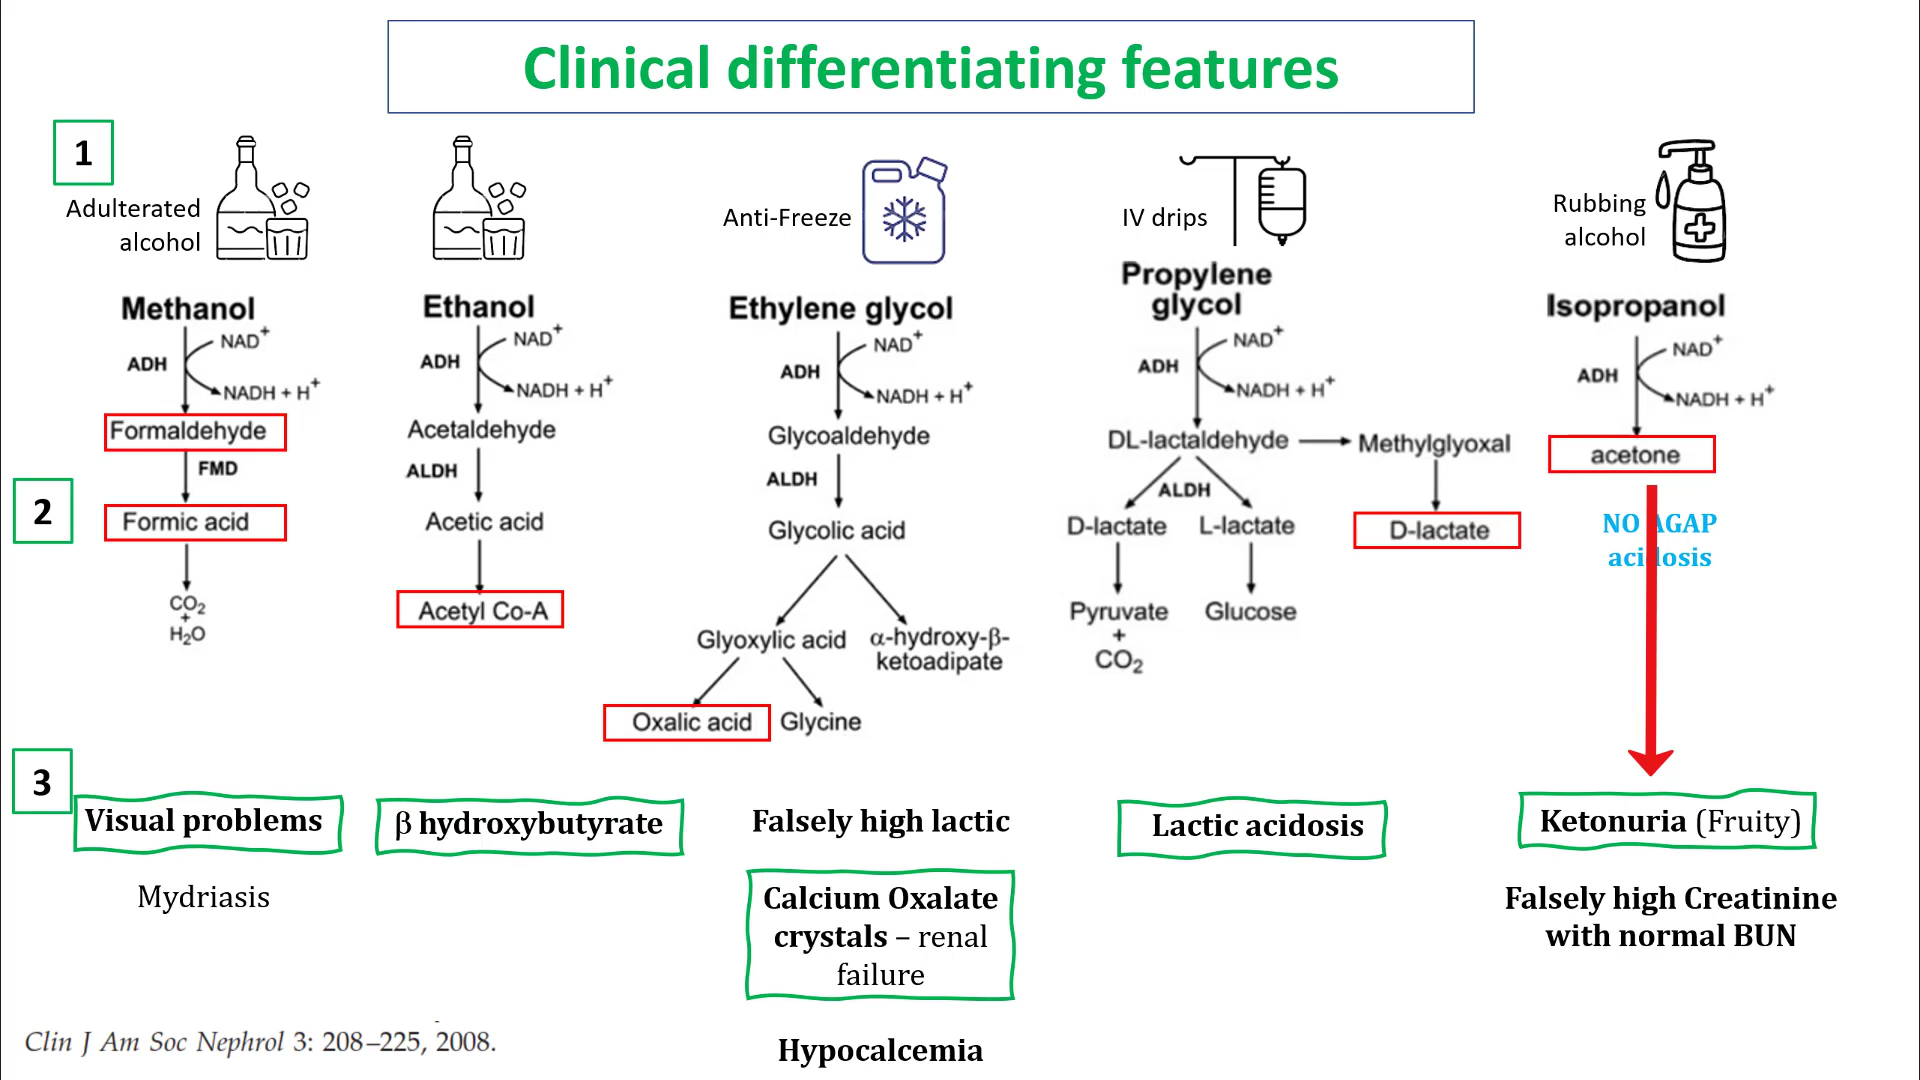 Clinical differentiating features
1
Adulterated
alcohol
Anti-Freeze
IV drips
Rubbing
alcohol
Methanol
ADH
NAD+
NADH + H+
Formaldehyde
FMD
Formic acid
CO2
+
H2O
Ethanol
ADH
NAD+
NADH + H+
Acetaldehyde
ALDH
Acetic acid
Acetyl Co-A
Ethylene glycol
ADH
NAD+
NADH + H+
Glycoaldehyde
ALDH
Glycolic acid
Glyoxylic acid
α-hydroxy-β-
ketoadipate
Oxalic acid
Glycine
Propylene
glycol
ADH
NAD+
NADH + H+
DL-lactaldehyde
Methylglyoxal
ALDH
D-lactate
L-lactate
D-lactate
Pyruvate
+
CO2
Glucose
Isopropanol
ADH
NAD+
NADH + H+
acetone
NO AGAP
acidosis
2
3
Visual problems
Mydriasis
β hydroxybutyrate
Falsely high lactic
Calcium Oxalate
crystals – renal
failure
Hypocalcemia
Lactic acidosis
Ketonuria (Fruity)
Falsely high Creatinine
with normal BUN
Clin J Am Soc Nephrol 3: 208–225, 2008.